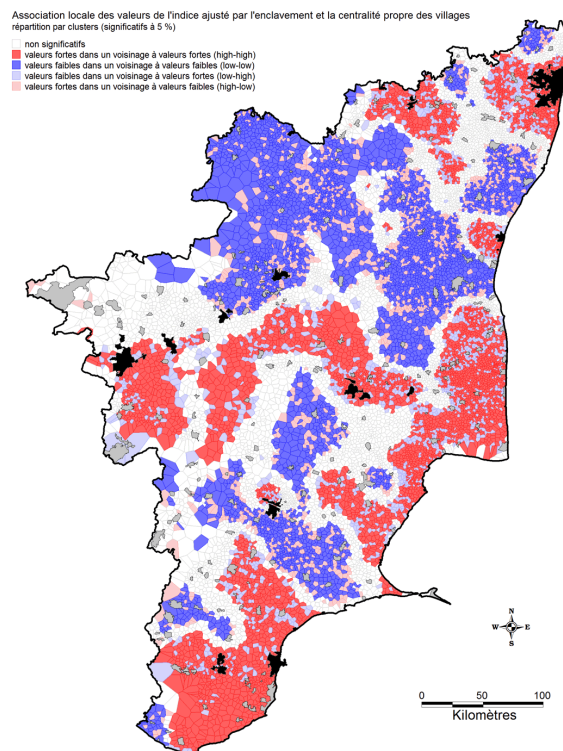 Association locale des valeurs de l'indice ajusté par l'enclavement et la centralité propre des villages
répartition par clusters (significatifs à 5 %)
non significatifs
valeurs fortes dans un voisinage à valeurs fortes (high-high)
valeurs faibles dans un voisinage à valeurs faibles (low-low)
valeurs faibles dans un voisinage à valeurs fortes (low-high)
valeurs fortes dans un voisinage à valeurs faibles (high-low)
N
W E
S
0 50 100
Kilomètres